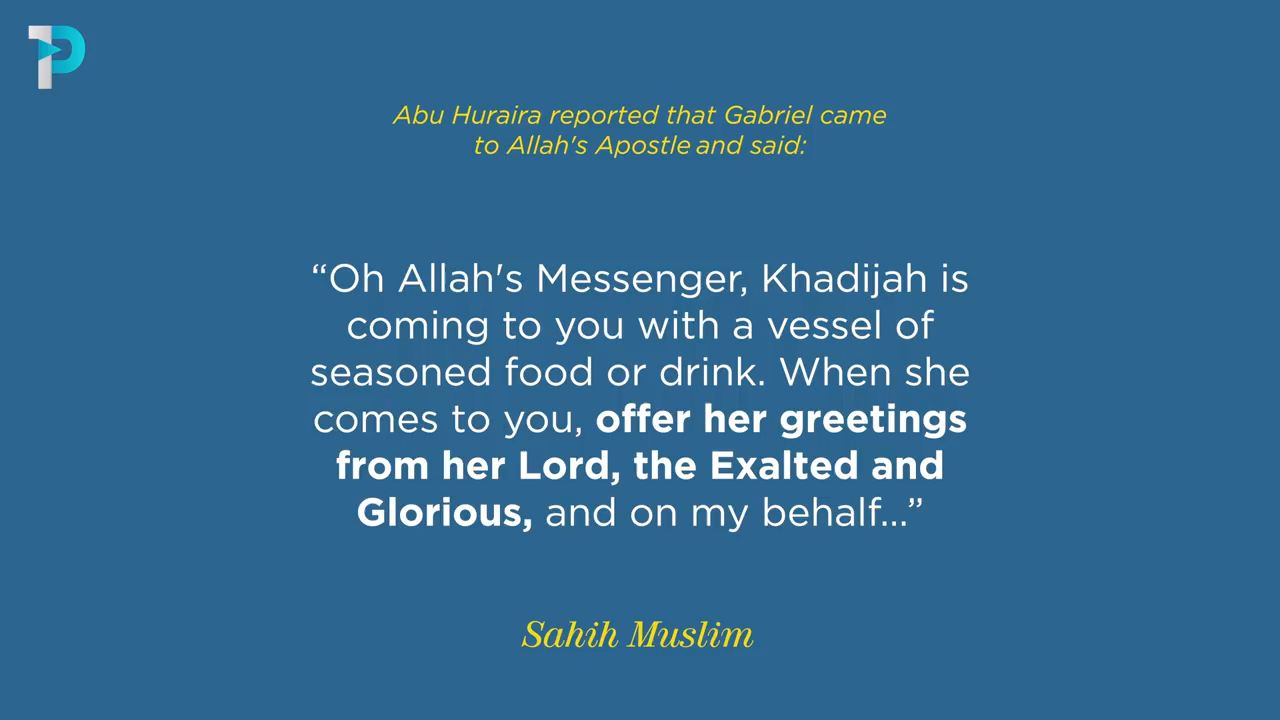 Abu Huraira reported that Gabriel came
to Allah's Apostle and said:
“Oh Allah's Messenger, Khadijah is
coming to you with a vessel of
seasoned food or drink. When she
comes to you, offer her greetings
from her Lord, the Exalted and
Glorious, and on my behalf...”
Sahih Muslim